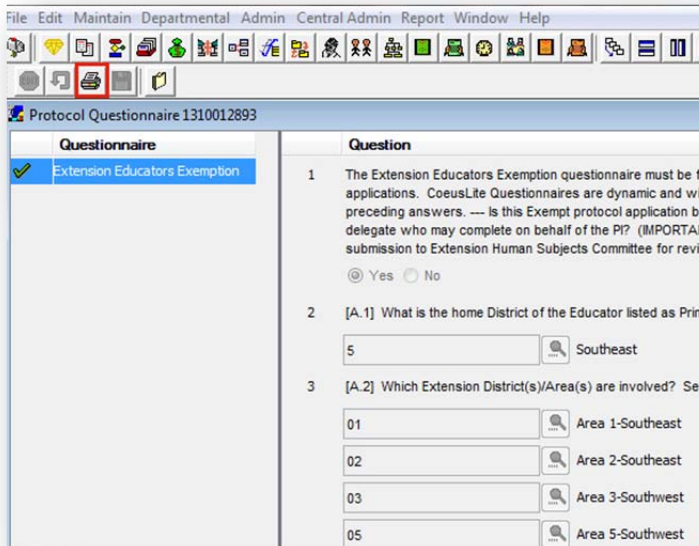 File Edit Maintain Departmental Admin Central Admin Report Window Help
Protocol Questionnaire 1310012893
Questionnaire
Question
Extension Educators Exemption
1 The Extension Educators Exemption questionnaire must be
applications. CoeusLite Questionnaires are dynamic and
preceding answers. --- Is this Exempt protocol application
delegate who may complete on behalf of the PI? 
submission to Extension Human Subjects Committee for
Yes No
2 [A.1] What is the home District of the Educator listed as
5 Southeast
3 [A.2] Which Extension District(s)/Area(s) are involved?
01 Area 1-Southeast
02 Area 2-Southeast
03 Area 3-Southwest
05 Area 5-Southwest